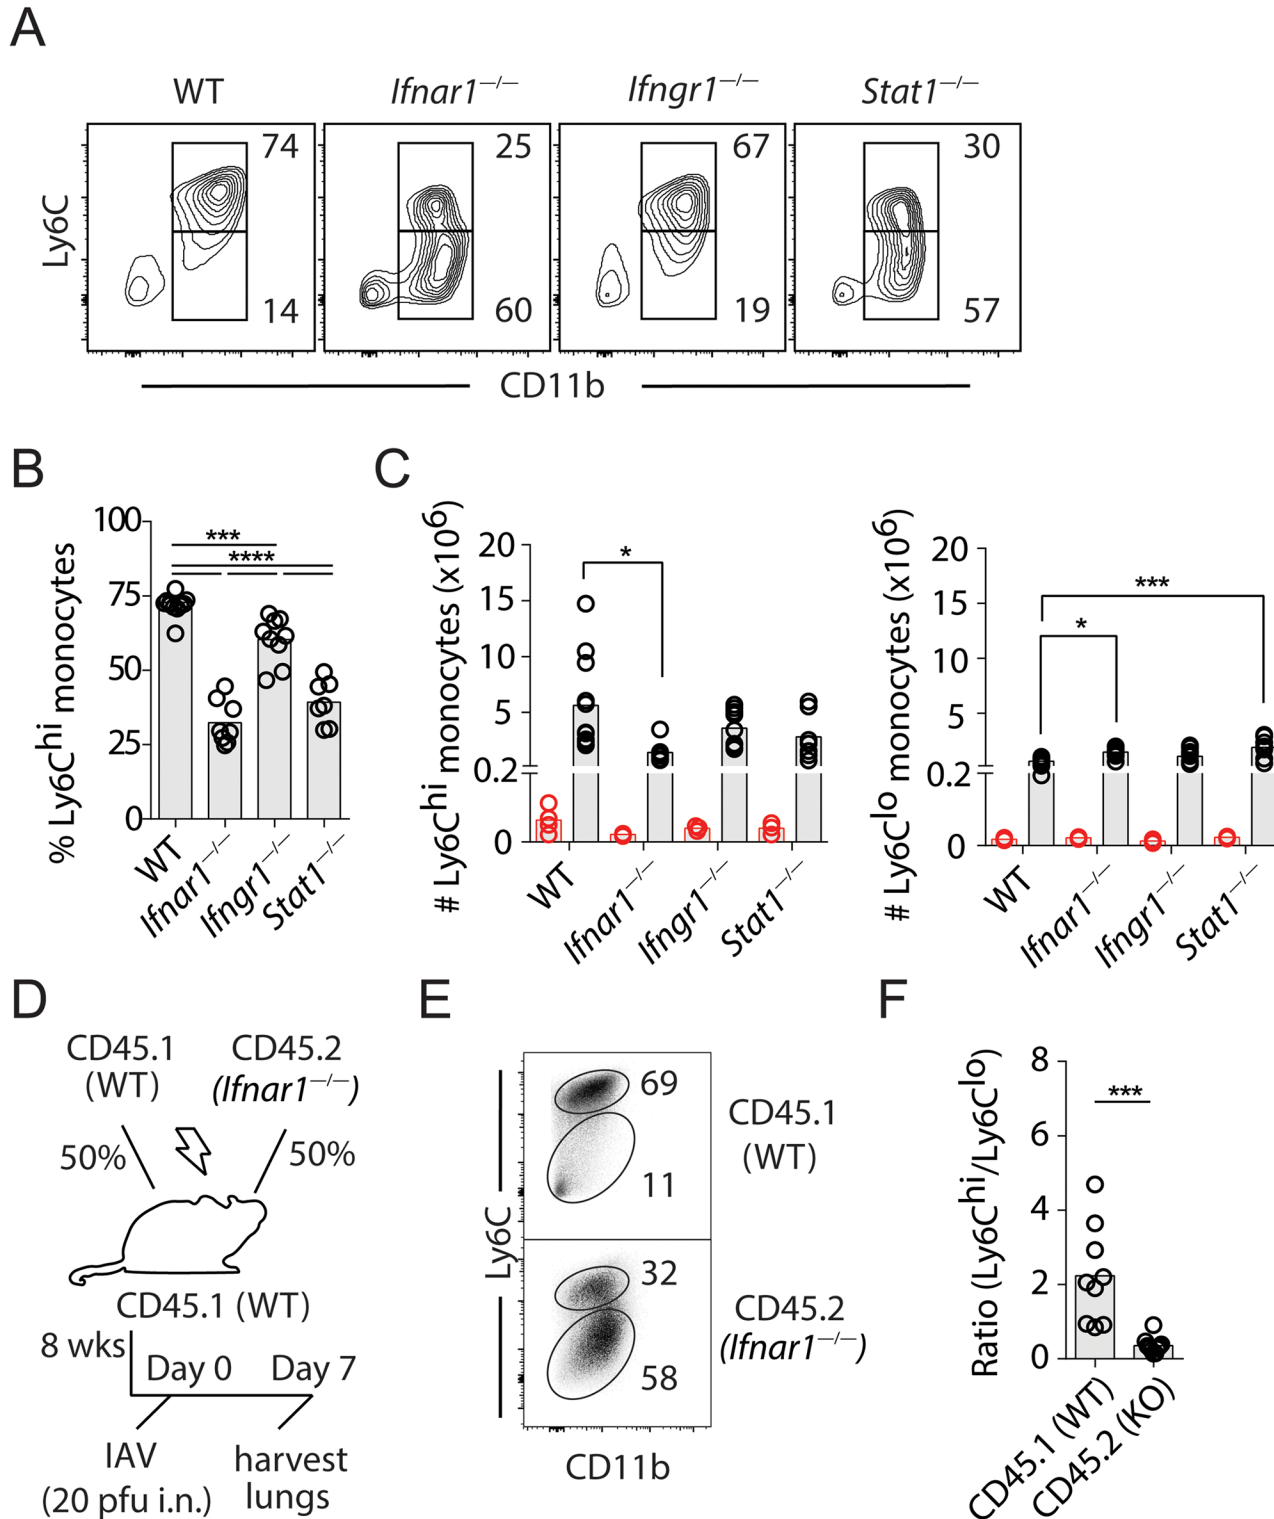 A
WT Ifnar1−/− Ifngr1−/− Stat1−/−
Ly6C
74 25 67 30
14 60 19 57
CD11b
B
% Ly6Chi monocytes
100
75
50
25
0
***
****
WT Ifnar1−/− Ifngr1−/− Stat1−/−
C
# Ly6Chi monocytes (x10⁶)
20
15
10
5
0.2
0
*
WT Ifnar1−/− Ifngr1−/− Stat1−/−
# Ly6Clo monocytes (x10⁶)
20
15
10
5
0.2
0
***
*
WT Ifnar1−/− Ifngr1−/− Stat1−/−
D
CD45.1 CD45.2
(WT) (Ifnar1−/−)
50% 50%
CD45.1 (WT)
8 wks
Day 0 Day 7
IAV harvest
(20 pfu i.n.) lungs
E
Ly6C
69
11
CD45.1
(WT)
32
58
CD45.2
(Ifnar1−/−)
CD11b
F
Ratio (Ly6Chi/Ly6Clo)
8
6
4
2
0
***
CD45.1 (WT)
CD45.2 (KO)